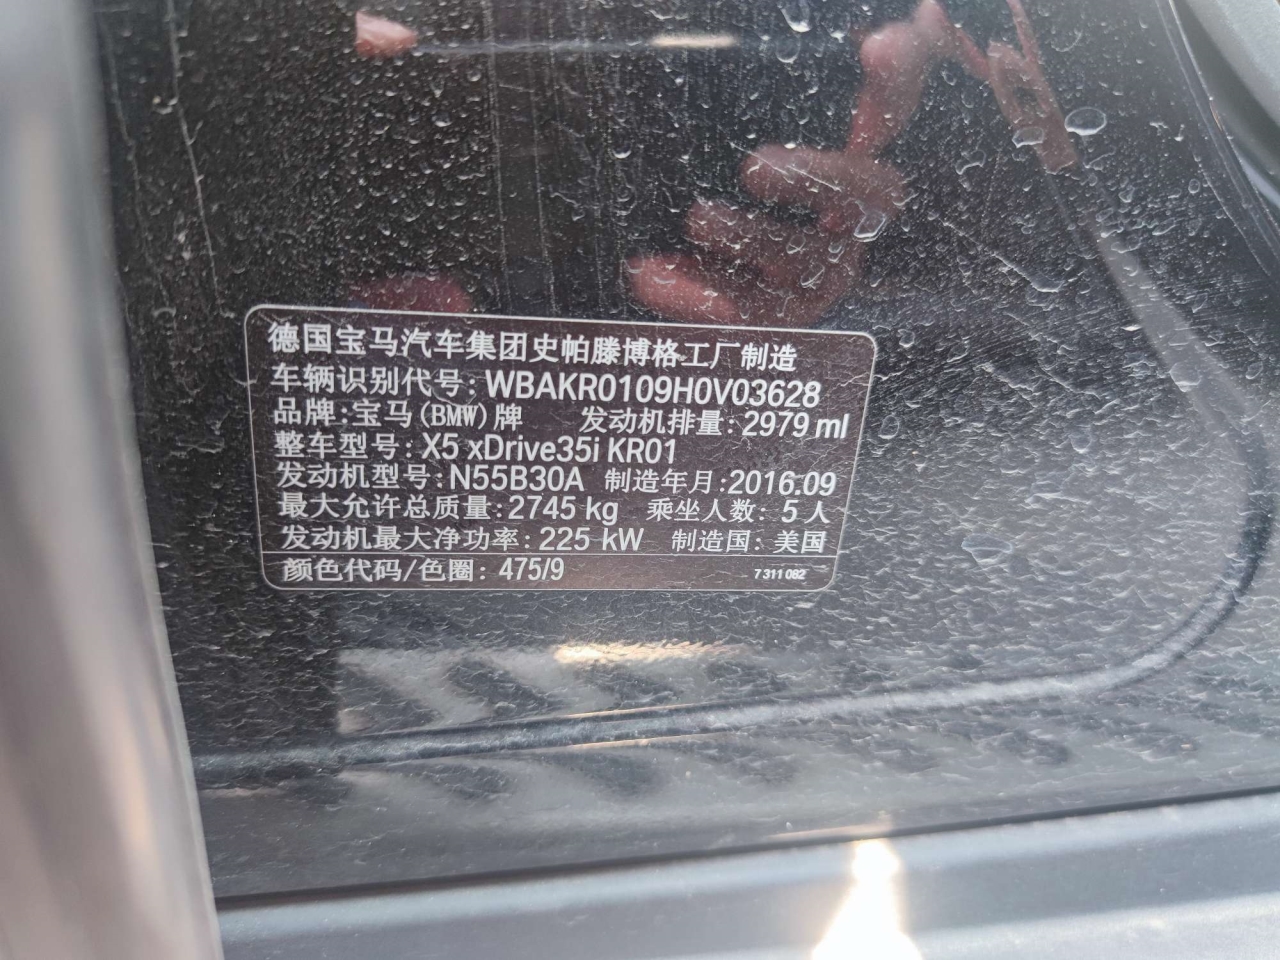 德国宝马汽车集团史帕滕博格工厂制造
车辆识别代号: WBAKR0109H0V03628
品牌:宝马(BMW)牌 发动机排量: 2979 ml
整车型号: X5 xDrive35i KR01
发动机型号: N55B30A 制造年月:2016.09
最大允许总质量: 2745 kg 乘坐人数: 5人
发动机最大净功率: 225 kW 制造国: 美国
颜色代码/色圈: 475/9 7 311 082